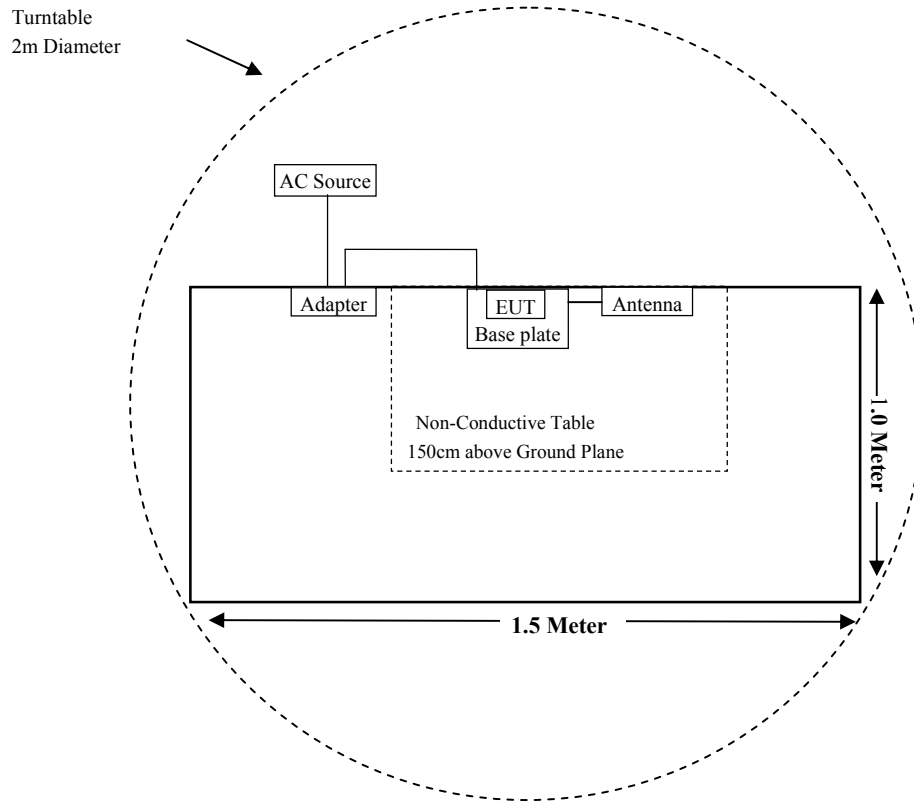 Turntable
2m Diameter
AC Source
Adapter
EUT
Antenna
Base plate
Non-Conductive Table
150cm above Ground Plane
1.0 Meter
1.5 Meter